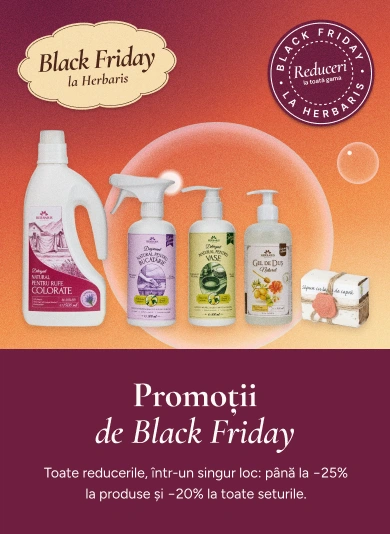 Black Friday
la Herbaris
BLACK FRIDAY
Reduceri
la toată gama
LA HERBARIS
Detergent
NATURAL
PENTRU RUFE
COLORATE
Degresant
NATURAL PENTRU
BUCĂTĂRIE
Detergent
NATURAL PENTRU
VASE
GEL DE DUȘ
Natural
Promoții
de Black Friday
Toate reducerile, într-un singur loc: până la −25%
la produse și −20% la toate seturile.